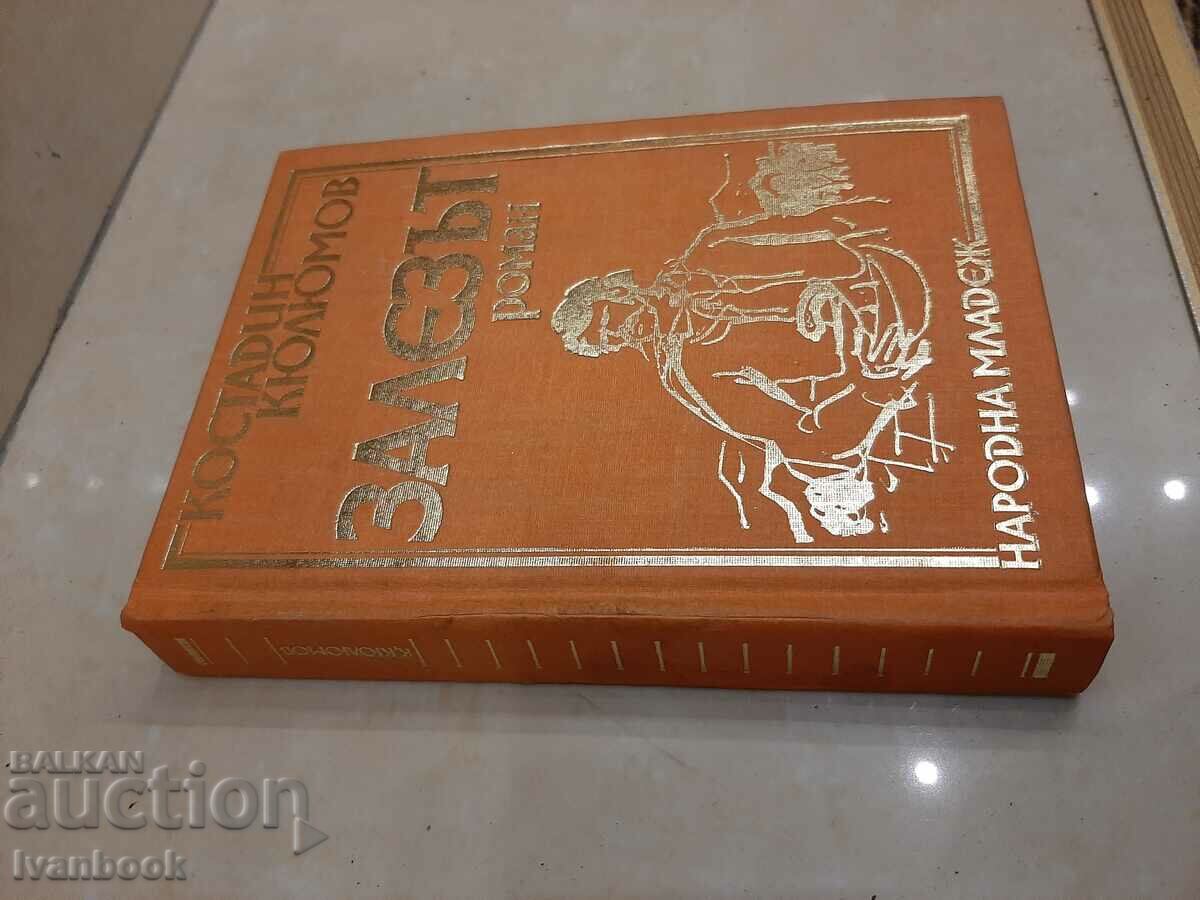 КОСТАДИН
КЮЛЮМОВ
ЗАЛЕЗЪТ
РОМАН
НАРОДНА МЛАДЕЖ
КЮЛЮМОВ
BALKAN
auction
Ivanbook